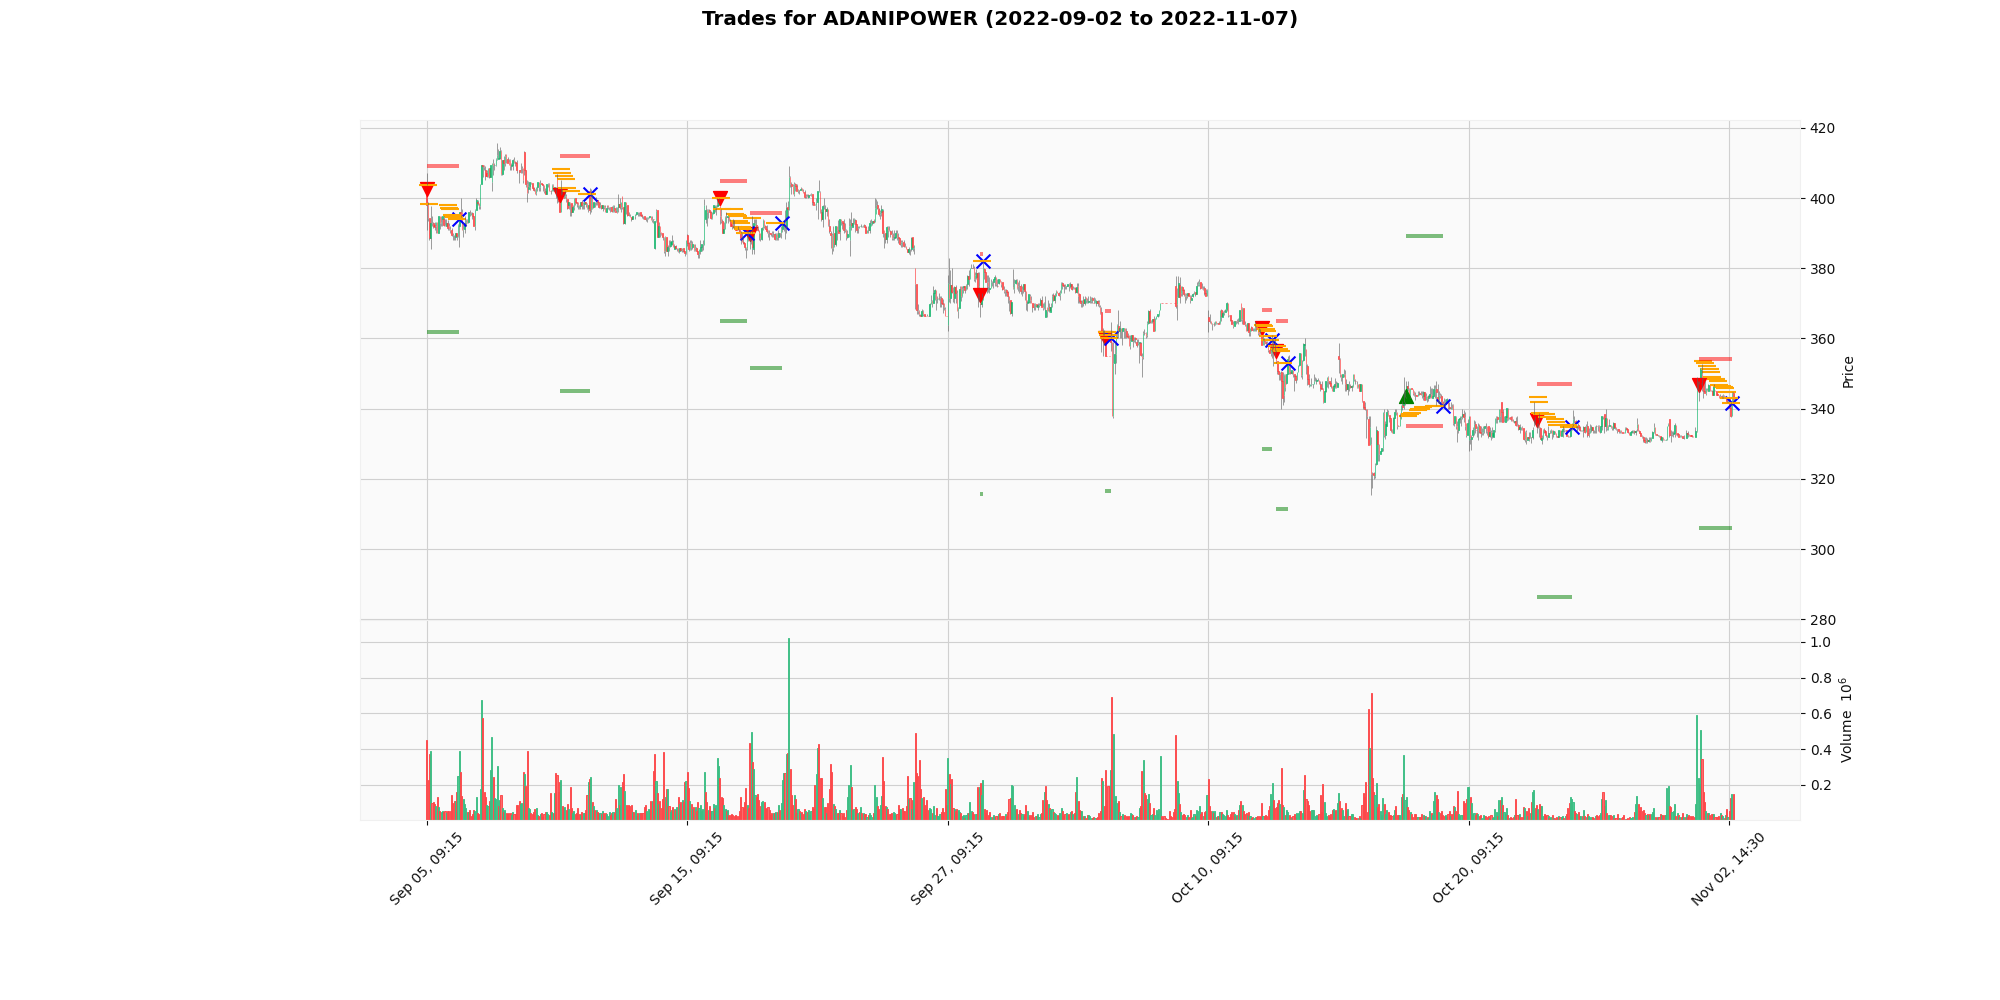 Trades for ADANIPOWER (2022-09-02 to 2022-11-07)
420
400
380
360
340
320
300
280
Price
1.0
0.8
0.6
0.4
0.2
Volume 10^6
Sep 05, 09:15
Sep 15, 09:15
Sep 27, 09:15
Oct 10, 09:15
Oct 20, 09:15
Nov 02, 14:30